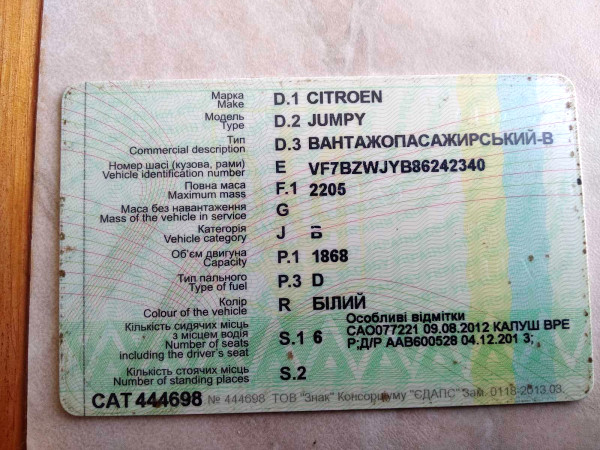 Марка D.1 CITROEN
Make
Модель D.2 JUMPY
Type
Тип D.3 ВАНТАЖОПАСАЖИРСЬКИЙ-В
Commercial description
Номер шасі (кузова, рами) E VF7BZWJYB86242340
Vehicle identification number
Повна маса F.1 2205
Maximum mass
Маса без навантаження G
Mass of the vehicle in service
Категорія J Б
Vehicle category
Об'єм двигуна P.1 1868
Capacity
Тип пального P.3 D
Type of fuel
Колір R БІЛИЙ
Colour of the vehicle
Кількість сидячих місць
з місцем водія S.1 6
Number of seats
including the driver's seat
Особливі відмітки
САО077221 09.08.2012 КАЛУШ ВРЕ
Р;Д/Р ААВ600528 04.12.201 3;
Кількість стоячих місць S.2
Number of standing places
САТ 444698 № 444698 ТОВ "Знак" Консорціуму "ЄДАПС" Зам. 0118-2013.03.